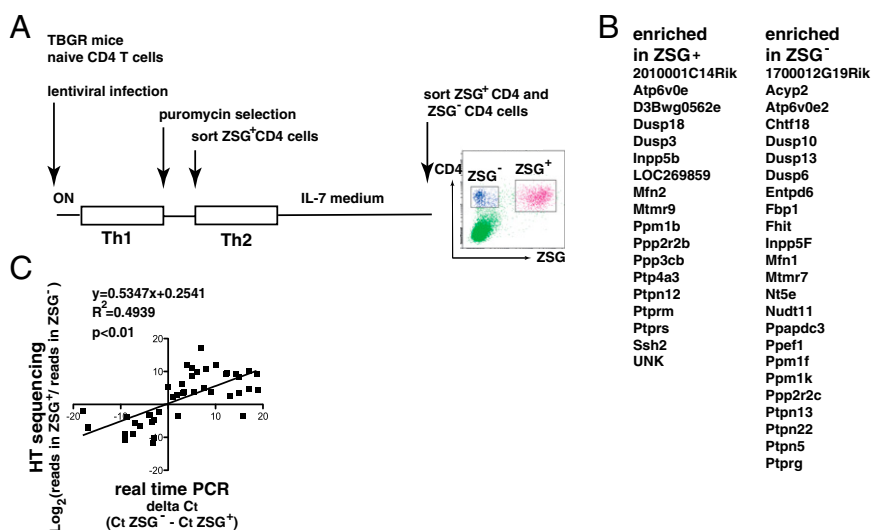 A
TBGR mice
naive CD4 T cells
lentiviral infection
puromycin selection
sort ZSG+CD4 cells
sort ZSG+ CD4 and
ZSG- CD4 cells
ON
Th1
Th2
IL-7 medium
CD4
ZSG-
ZSG+
ZSG
B
enriched
in ZSG+
2010001C14Rik
Atp6v0e
D3Bwg0562e
Dusp18
Dusp3
Inpp5b
LOC269859
Mfn2
Mtmr9
Ppm1b
Ppp2r2b
Ppp3cb
Ptp4a3
Ptpn12
Ptprm
Ptprs
Ssh2
UNK
enriched
in ZSG-
1700012G19Rik
Acyp2
Atp6v0e2
Chtf18
Dusp10
Dusp13
Dusp6
Entpd6
Fbp1
Fhit
Inpp5F
Mfn1
Mtmr7
Nt5e
Nudt11
Ppapdc3
Ppef1
Ppm1f
Ppm1k
Ppp2r2c
Ptpn13
Ptpn22
Ptpn5
Ptprg
C
y=0.5347x+0.2541
R2=0.4939
p<0.01
HT sequencing
Log2(reads in ZSG+/ reads in ZSG-)
20
10
-20
-10
10
20
-10
-20
real time PCR
delta Ct
(Ct ZSG- - Ct ZSG+)